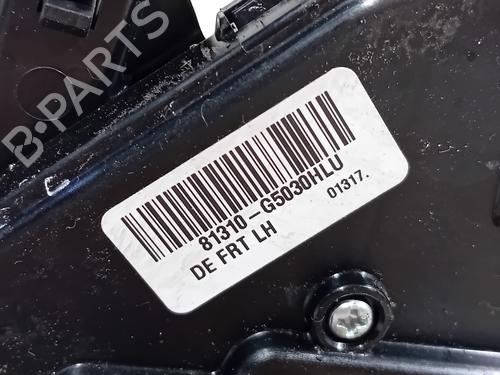 B-PARTS
81310-G5030HLU
DE FRT LH
01317.